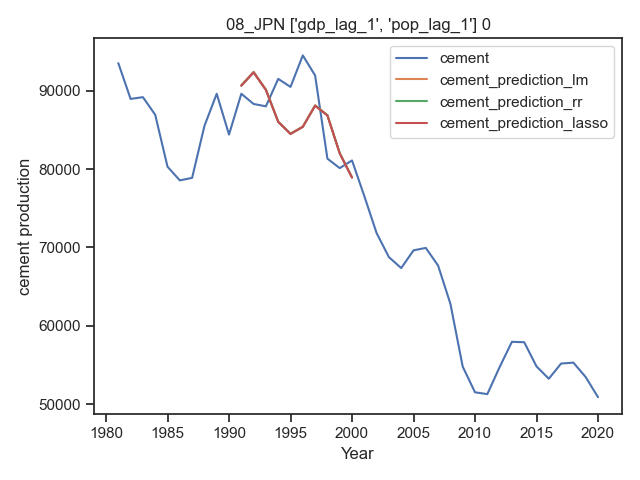 08_JPN ['gdp_lag_1', 'pop_lag_1'] 0
cement
cement_prediction_lm
cement_prediction_rr
cement_prediction_lasso
cement production
90000
80000
70000
60000
50000
1980 1985 1990 1995 2000 2005 2010 2015 2020
Year